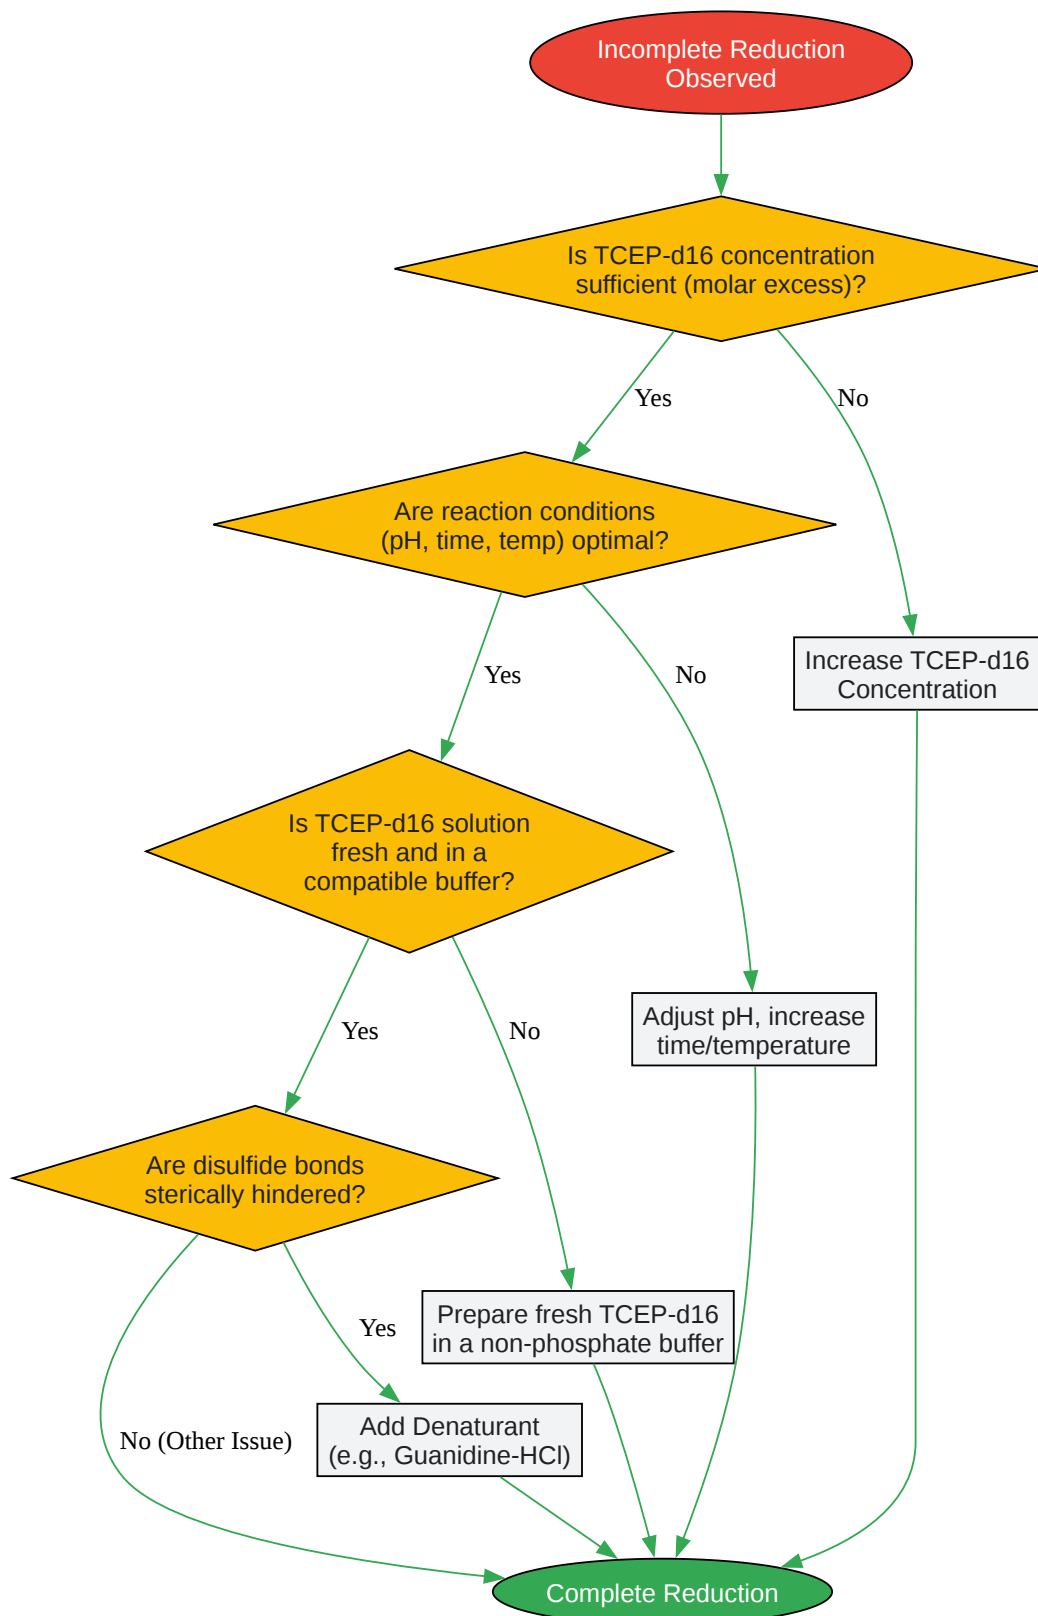 Incomplete Reduction
Observed
Is TCEP-d16 concentration
sufficient (molar excess)?
Yes
No
Are reaction conditions
(pH, time, temp) optimal?
Increase TCEP-d16
Concentration
Yes
No
Is TCEP-d16 solution
fresh and in a
compatible buffer?
Adjust pH, increase
time/temperature
Yes
No
Are disulfide bonds
sterically hindered?
Prepare fresh TCEP-d16
in a non-phosphate buffer
Yes
No (Other Issue)
Add Denaturant
(e.g., Guanidine-HCl)
Complete Reduction